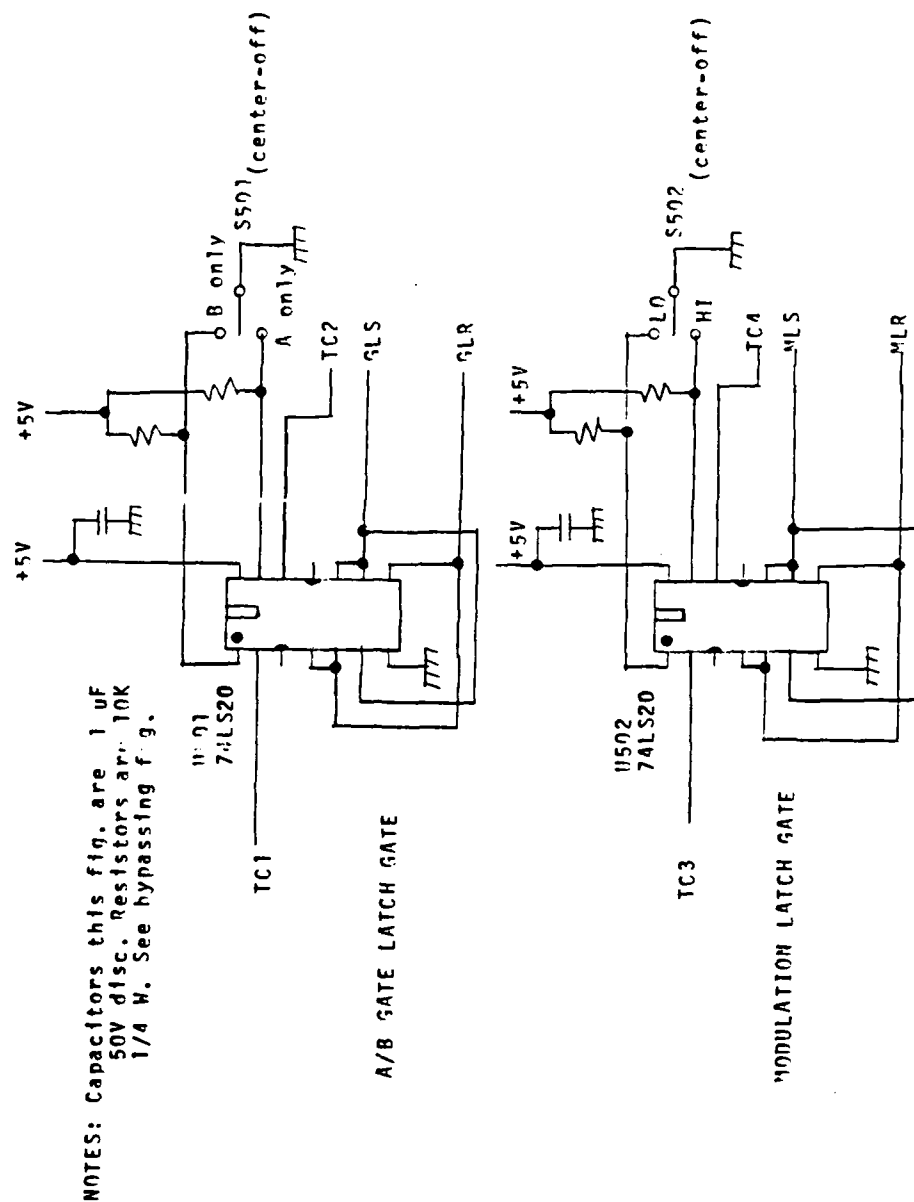 NOTES: Capacitors this fig. are 1 uF
50V disc. Resistors are 10K
1/4 W. See bypassing fig.
+5V
+5V
B only
S501 (center-off)
A only
74LS20
TC1
TC2
GLS
GLR
A/B GATE LATCH GATE
+5V
+5V
LO
S502 (center-off)
HI
U502
74LS20
TC3
TC4
MLS
MLR
MODULATION LATCH GATE